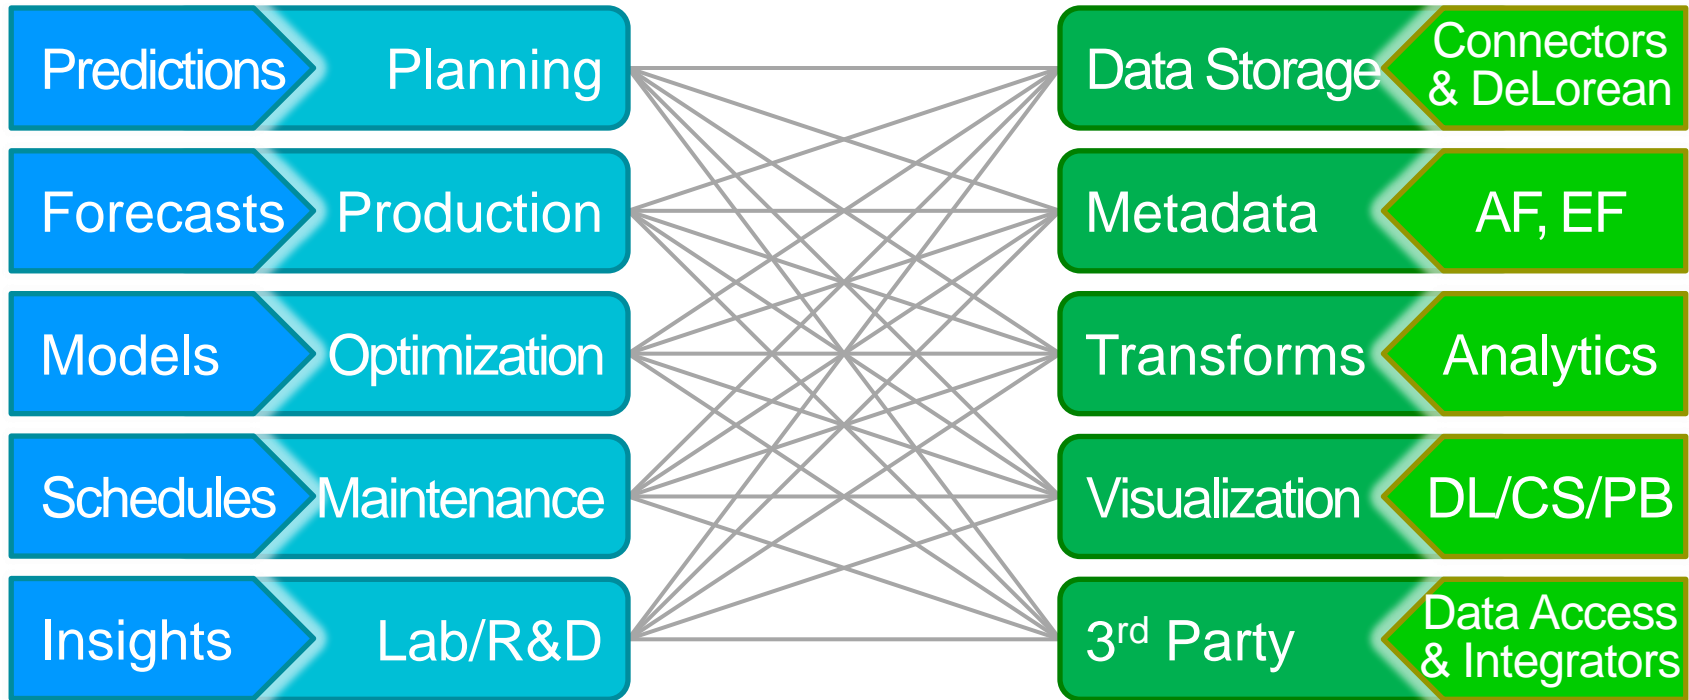 Predictions Planning Data Storage Connectors
& DeLorean
Forecasts Production Metadata AF, EF
Models Optimization Transforms Analytics
Schedules Maintenance Visualization DL/CS/PB
Insights Lab/R&D 3rd Party Data Access
& Integrators